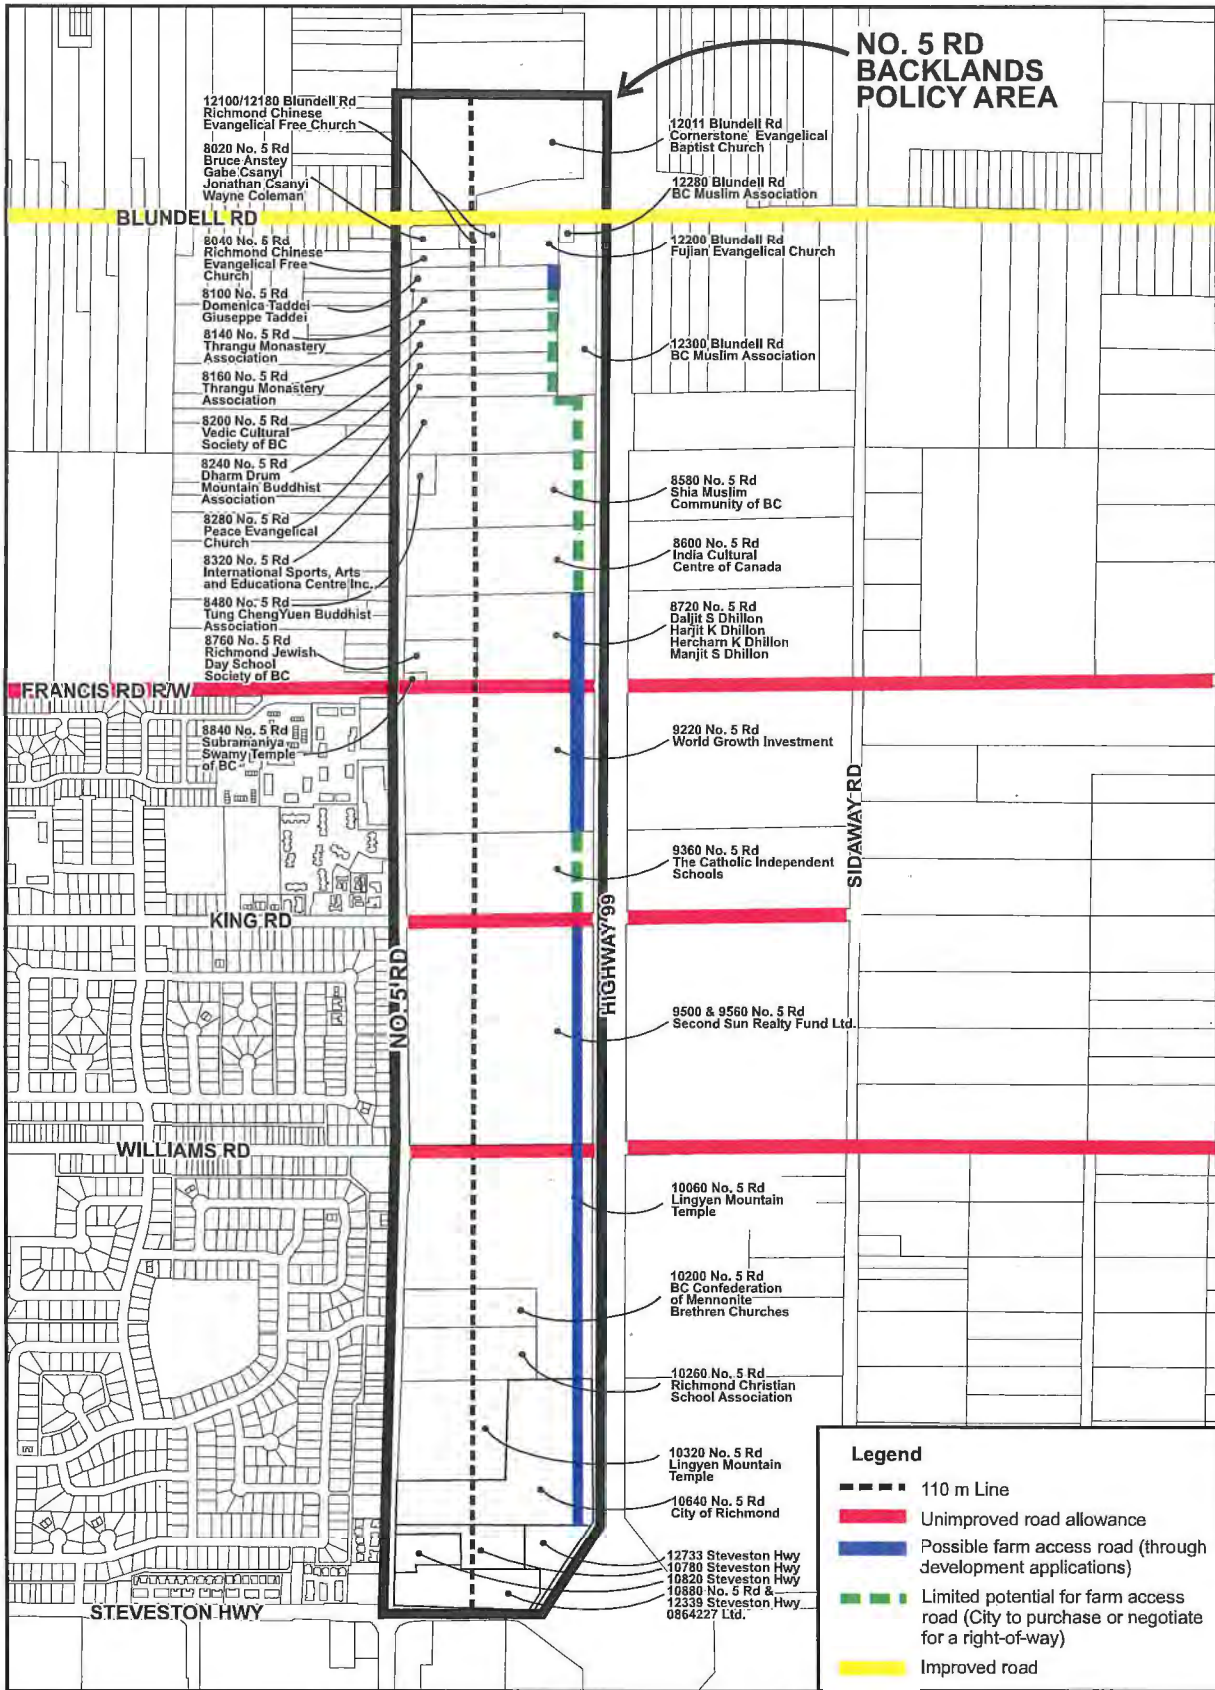 NO. 5 RD
BACKLANDS
POLICY AREA
12100/12180 Blundell Rd
Richmond Chinese
Evangelical Free Church
8020 No. 5 Rd
Bruce Anstey
Gabe Csanyi
Jonathan Csanyi
Wayne Coleman
BLUNDELL RD
8040 No. 5 Rd
Richmond Chinese
Evangelical Free
Church
8100 No. 5 Rd
Domenica Taddei
Giuseppe Taddei
8140 No. 5 Rd
Thrangu Monastery
Association
8160 No. 5 Rd
Thrangu Monastery
Association
8200 No. 5 Rd
Vedic Cultural
Society of BC
8240 No. 5 Rd
Dharm Drum
Mountain Buddhist
Association
8280 No. 5 Rd
Peace Evangelical
Church
8320 No. 5 Rd
International Sports, Arts
and Educationa Centre Inc.
8480 No. 5 Rd
Tung ChengYuen Buddhist
Association
8760 No. 5 Rd
Richmond Jewish
Day School
Society of BC
FRANCIS RD R/W
8840 No. 5 Rd
Subramaniya
Swamy Temple
of BC
KING RD
NO. 5 RD
WILLIAMS RD
STEVESTON HWY
12011 Blundell Rd
Cornerstone Evangelical
Baptist Church
12280 Blundell Rd
BC Muslim Association
12200 Blundell Rd
Fujian Evangelical Church
12300 Blundell Rd
BC Muslim Association
8580 No. 5 Rd
Shia Muslim
Community of BC
8600 No. 5 Rd
India Cultural
Centre of Canada
8720 No. 5 Rd
Daljit S Dhillon
Harjit K Dhillon
Hercham K Dhillon
Manjit S Dhillon
9220 No. 5 Rd
World Growth Investment
9360 No. 5 Rd
The Catholic Independent
Schools
HIGHWAY 99
SIDAWAY RD
9500 & 9560 No. 5 Rd
Second Sun Realty Fund Ltd.
10060 No. 5 Rd
Lingyen Mountain
Temple
10200 No. 5 Rd
BC Confederation
of Mennonite
Brethren Churches
10260 No. 5 Rd
Richmond Christian
School Association
10320 No. 5 Rd
Lingyen Mountain
Temple
10640 No. 5 Rd
City of Richmond
12733 Steveston Hwy
10780 Steveston Hwy
10820 Steveston Hwy
10880 No. 5 Rd &
12339 Steveston Hwy
0864227 Ltd.
Legend
110 m Line
Unimproved road allowance
Possible farm access road (through
development applications)
Limited potential for farm access
road (City to purchase or negotiate
for a right-of-way)
Improved road